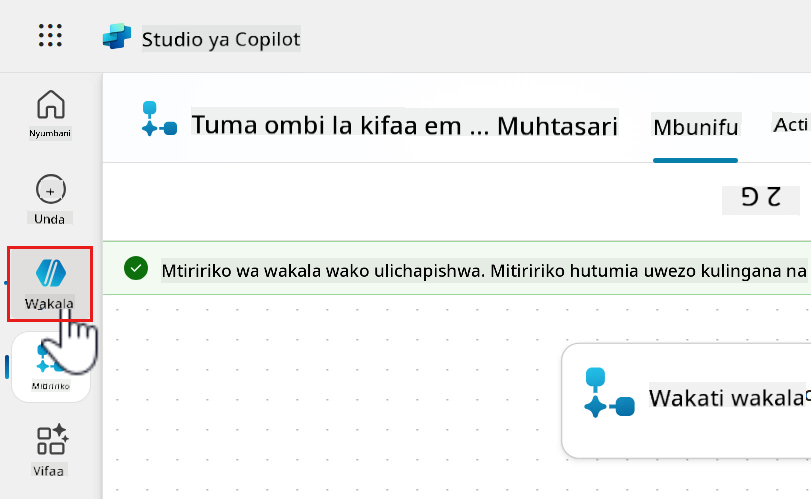 Studio ya Copilot
Nyumbani
Unda
Wakala
Mtiririko
Vifaa
Tuma ombi la kifaa em ... Muhtasari
Mbunifu
Acti
Mtiririko wa wakala wako ulichapishwa. Mitiririko hutumia uwezo kulingana na
Wakati wakala